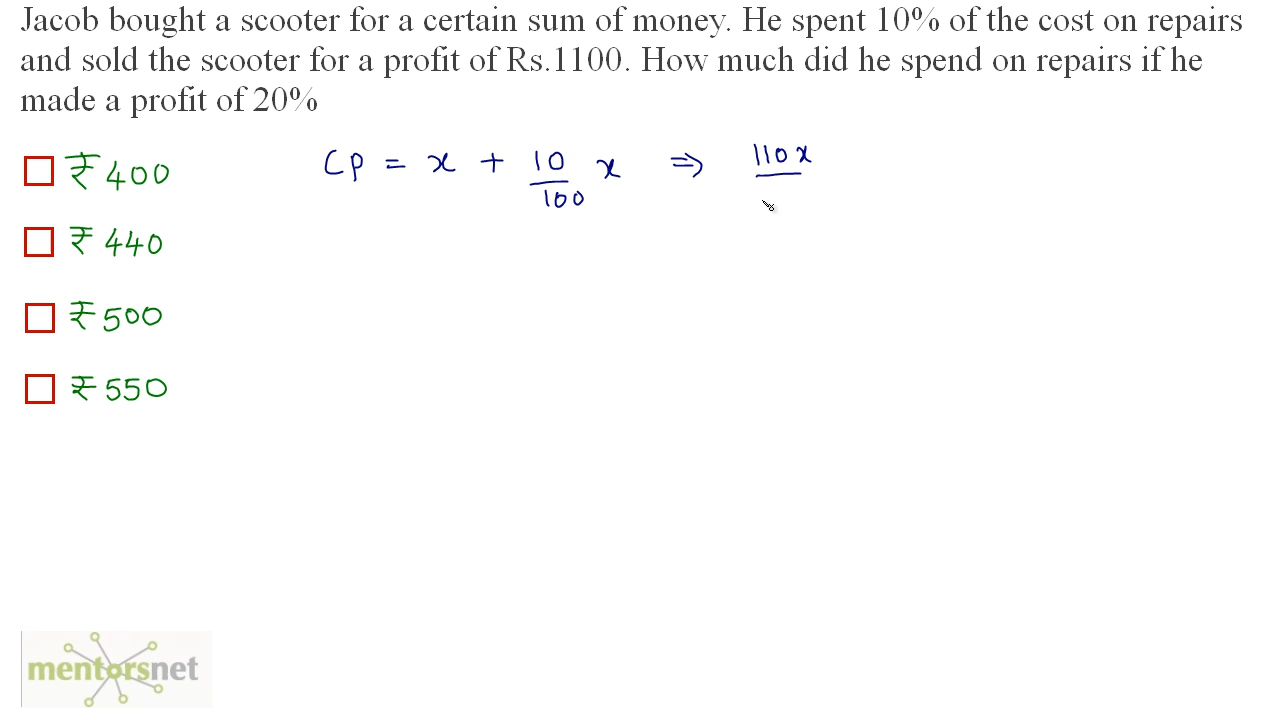 Jacob bought a scooter for a certain sum of money. He spent 10% of the cost on repairs
and sold the scooter for a profit of Rs.1100. How much did he spend on repairs if he
made a profit of 20%
₹ 400
CP = x + 10/100 x ⇒ 110x
₹ 440
₹ 500
₹ 550
mentorsnet